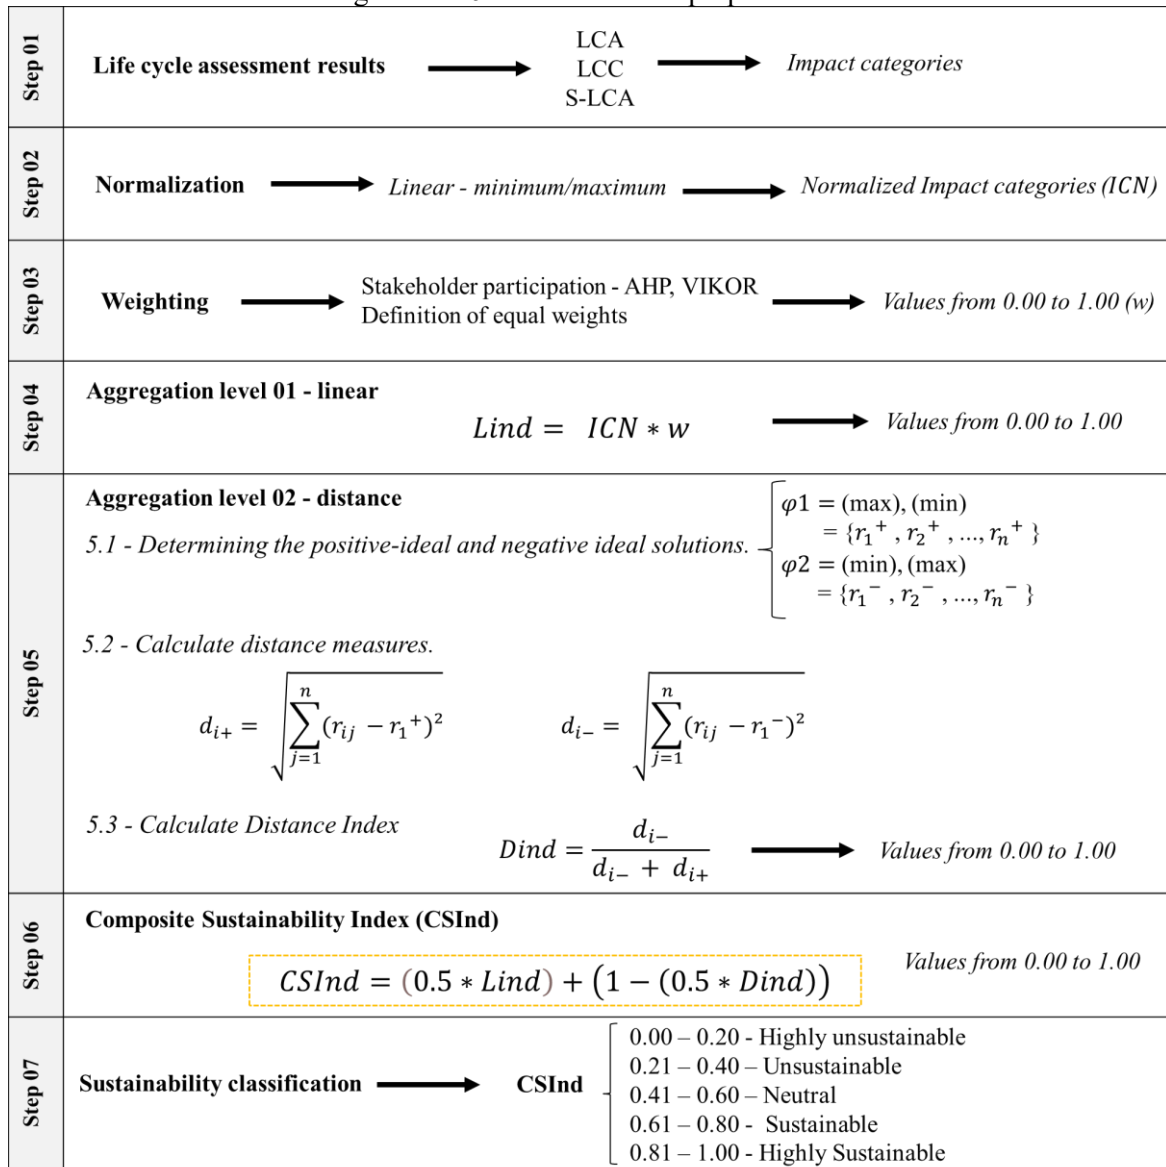 Step 01
Life cycle assessment results
LCA
LCC
S-LCA
Impact categories
Step 02
Normalization
Linear - minimum/maximum
Normalized Impact categories (ICN)
Step 03
Weighting
Stakeholder participation - AHP, VIKOR
Definition of equal weights
Values from 0.00 to 1.00 (w)
Step 04
Aggregation level 01 - linear
Lind = ICN * w
Values from 0.00 to 1.00
Step 05
Aggregation level 02 - distance
5.1 - Determining the positive-ideal and negative ideal solutions.
φ1 = (max), (min)
= {r₁⁺ , r₂⁺ , ..., rₙ⁺ }
φ2 = (min), (max)
= {r₁⁻ , r₂⁻ , ..., rₙ⁻ }
5.2 - Calculate distance measures.
dᵢ₊ = √∑ⁿⱼ₌₁(rᵢⱼ − r₁⁺)²
dᵢ₋ = √∑ⁿⱼ₌₁(rᵢⱼ − r₁⁻)²
5.3 - Calculate Distance Index
Dind = dᵢ₋ / (dᵢ₋ + dᵢ₊)
Values from 0.00 to 1.00
Step 06
Composite Sustainability Index (CSInd)
CSInd = (0.5 * Lind) + (1 − (0.5 * Dind))
Values from 0.00 to 1.00
Step 07
Sustainability classification
CSInd
0.00 – 0.20 - Highly unsustainable
0.21 – 0.40 – Unsustainable
0.41 – 0.60 – Neutral
0.61 – 0.80 - Sustainable
0.81 – 1.00 - Highly Sustainable